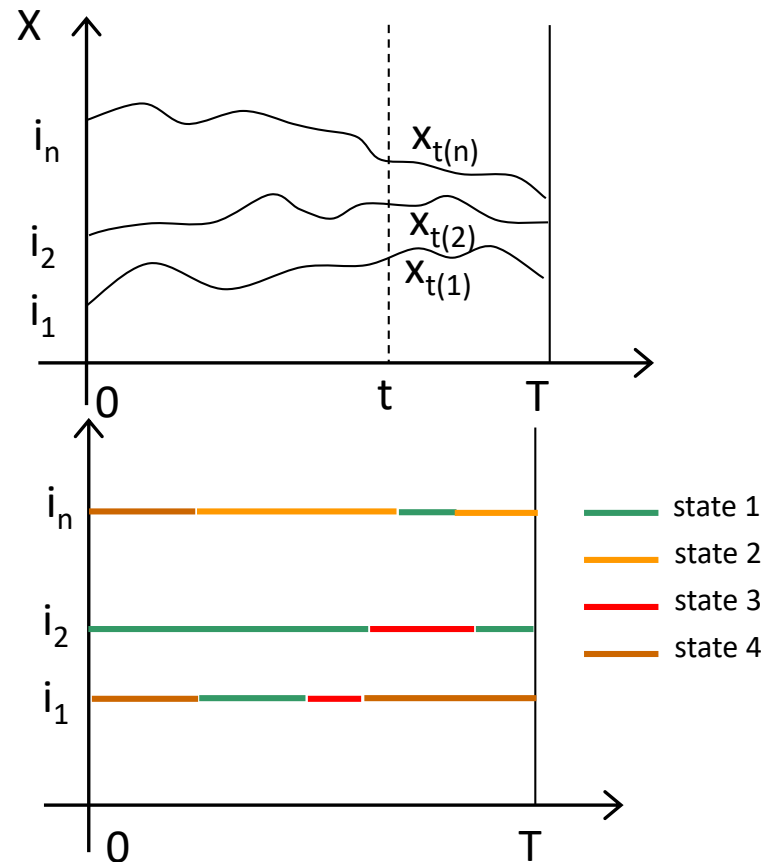 X
i_n
x_t(n)
i_2
x_t(2)
i_1
x_t(1)
0 t T
i_n
state 1
state 2
i_2
state 3
state 4
i_1
0 T